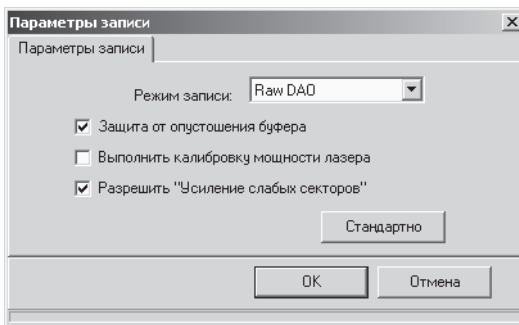 Параметры записи
Параметры записи
Режим записи: Raw DAO
Защита от опустошения буфера
Выполнить калибровку мощности лазера
Разрешить "Усиление слабых секторов"
Стандартно
OK Отмена